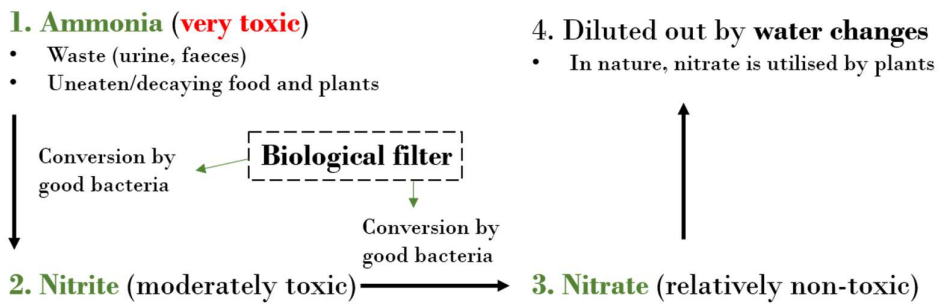 1. Ammonia (very toxic)
• Waste (urine, faeces)
• Uneaten/decaying food and plants
Conversion by
good bacteria
Biological filter
Conversion by
good bacteria
2. Nitrite (moderately toxic)
3. Nitrate (relatively non-toxic)
4. Diluted out by water changes
• In nature, nitrate is utilised by plants